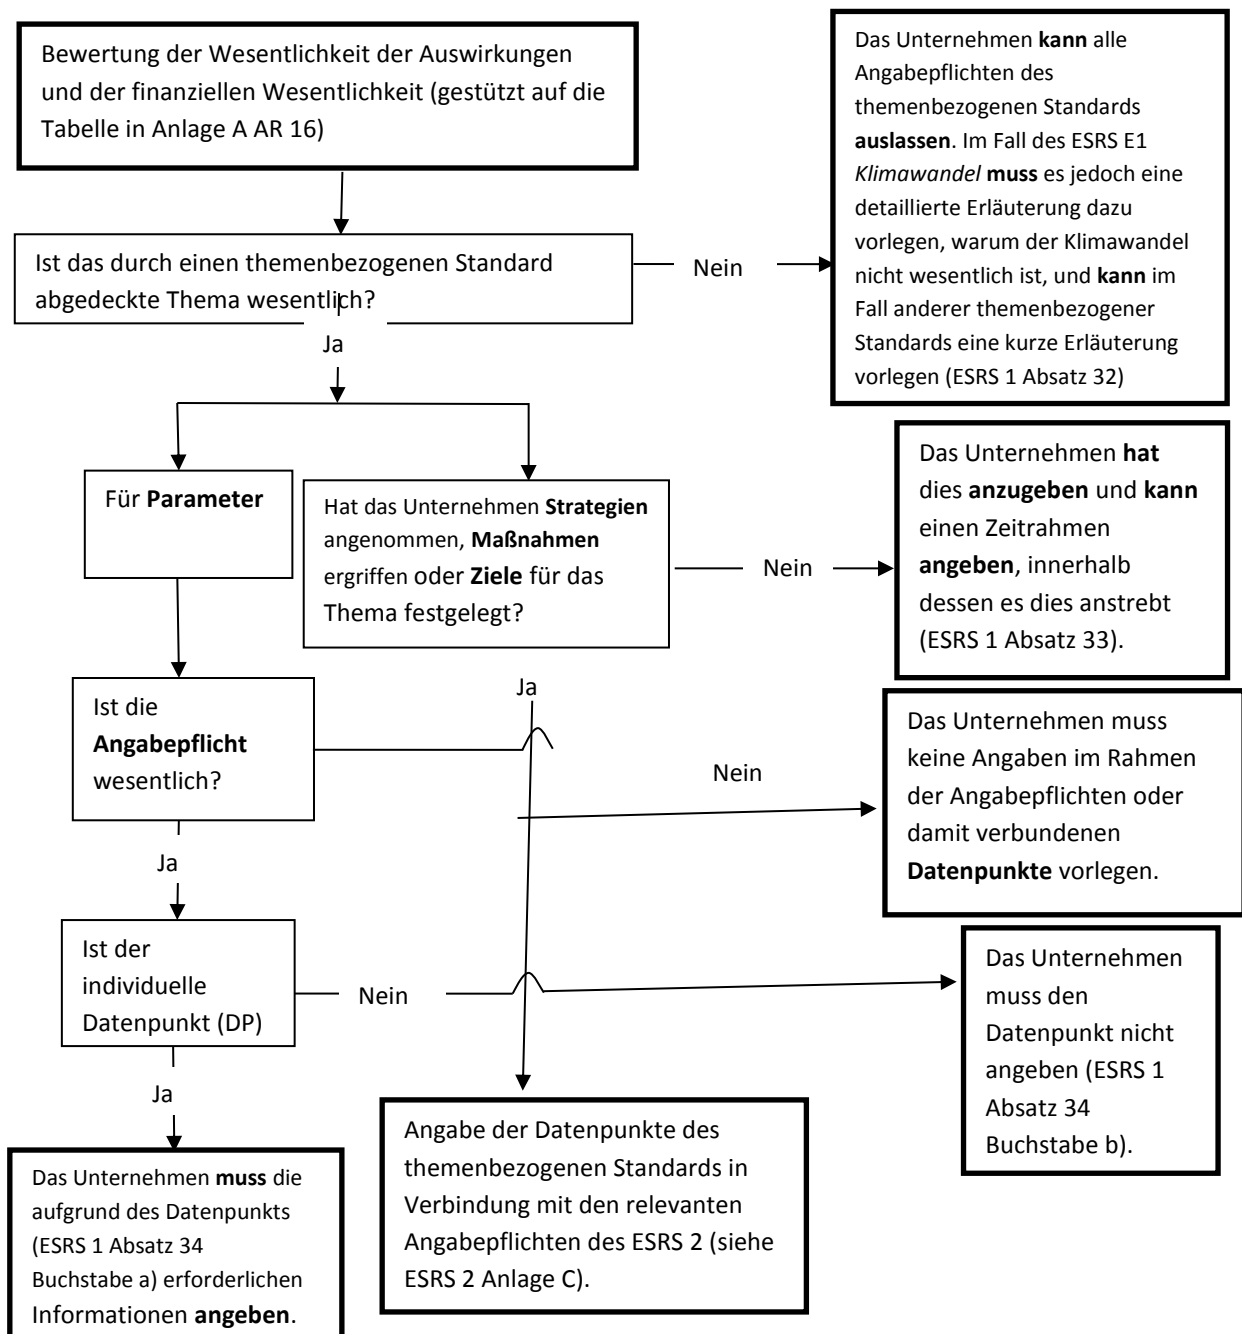 Bewertung der Wesentlichkeit der Auswirkungen
und der finanziellen Wesentlichkeit (gestützt auf die
Tabelle in Anlage A AR 16)
Das Unternehmen kann alle
Angabepflichten des
themenbezogenen Standards
auslassen. Im Fall des ESRS E1
Klimawandel muss es jedoch eine
detaillierte Erläuterung dazu
vorlegen, warum der Klimawandel
nicht wesentlich ist, und kann im
Fall anderer themenbezogener
Standards eine kurze Erläuterung
vorlegen (ESRS 1 Absatz 32)
Ist das durch einen themenbezogenen Standard
abgedeckte Thema wesentlich?
Nein
Ja
Für Parameter
Hat das Unternehmen Strategien
angenommen, Maßnahmen
ergriffen oder Ziele für das
Thema festgelegt?
Nein
Das Unternehmen hat
dies anzugeben und kann
einen Zeitrahmen
angeben, innerhalb
dessen es dies anstrebt
(ESRS 1 Absatz 33).
Ja
Ist die
Angabepflicht
wesentlich?
Nein
Das Unternehmen muss
keine Angaben im Rahmen
der Angabepflichten oder
damit verbundenen
Datenpunkte vorlegen.
Ja
Ist der
individuelle
Datenpunkt (DP)
Nein
Das Unternehmen
muss den
Datenpunkt nicht
angeben (ESRS 1
Absatz 34
Buchstabe b).
Ja
Das Unternehmen muss die
aufgrund des Datenpunkts
(ESRS 1 Absatz 34
Buchstabe a) erforderlichen
Informationen angeben.
Angabe der Datenpunkte des
themenbezogenen Standards in
Verbindung mit den relevanten
Angabepflichten des ESRS 2 (siehe
ESRS 2 Anlage C).